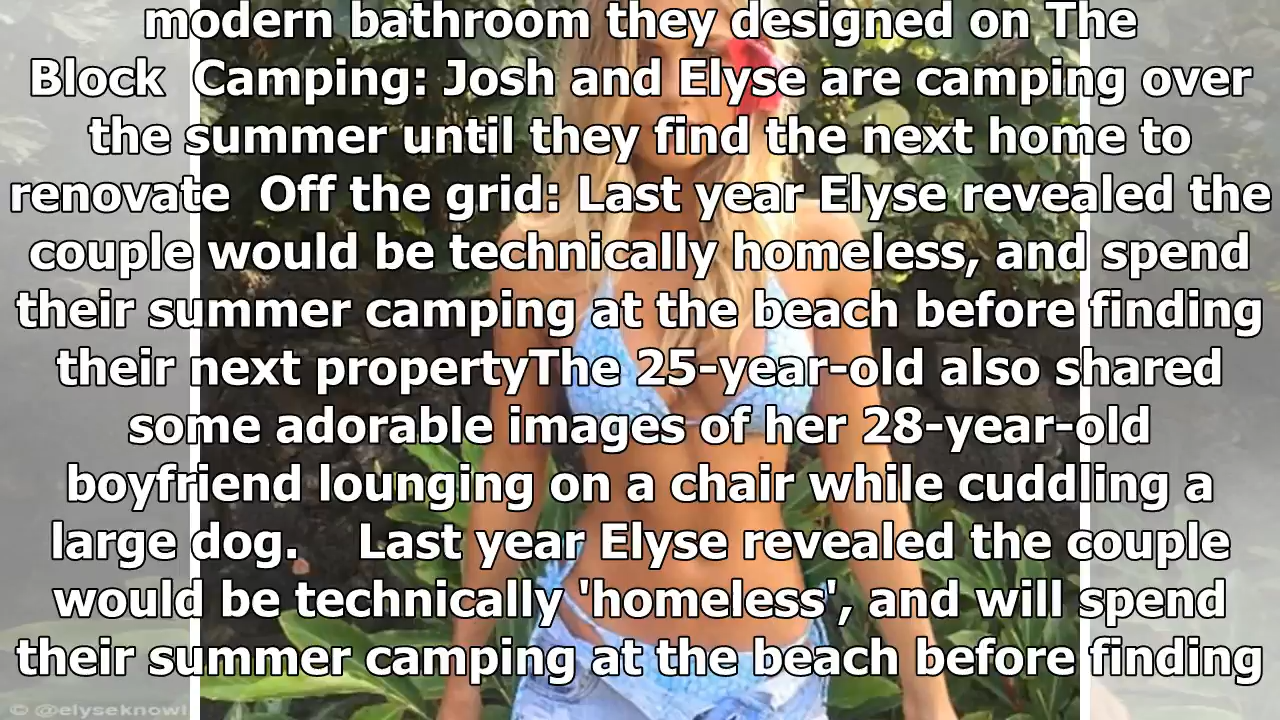 modern bathroom they designed on The
Block  Camping: Josh and Elyse are camping over
the summer until they find the next home to
renovate  Off the grid: Last year Elyse revealed the
couple would be technically homeless, and spend
their summer camping at the beach before finding
their next propertyThe 25-year-old also shared
some adorable images of her 28-year-old
boyfriend lounging on a chair while cuddling a
large dog.    Last year Elyse revealed the couple
would be technically 'homeless', and will spend
their summer camping at the beach before finding
© @elyseknowl